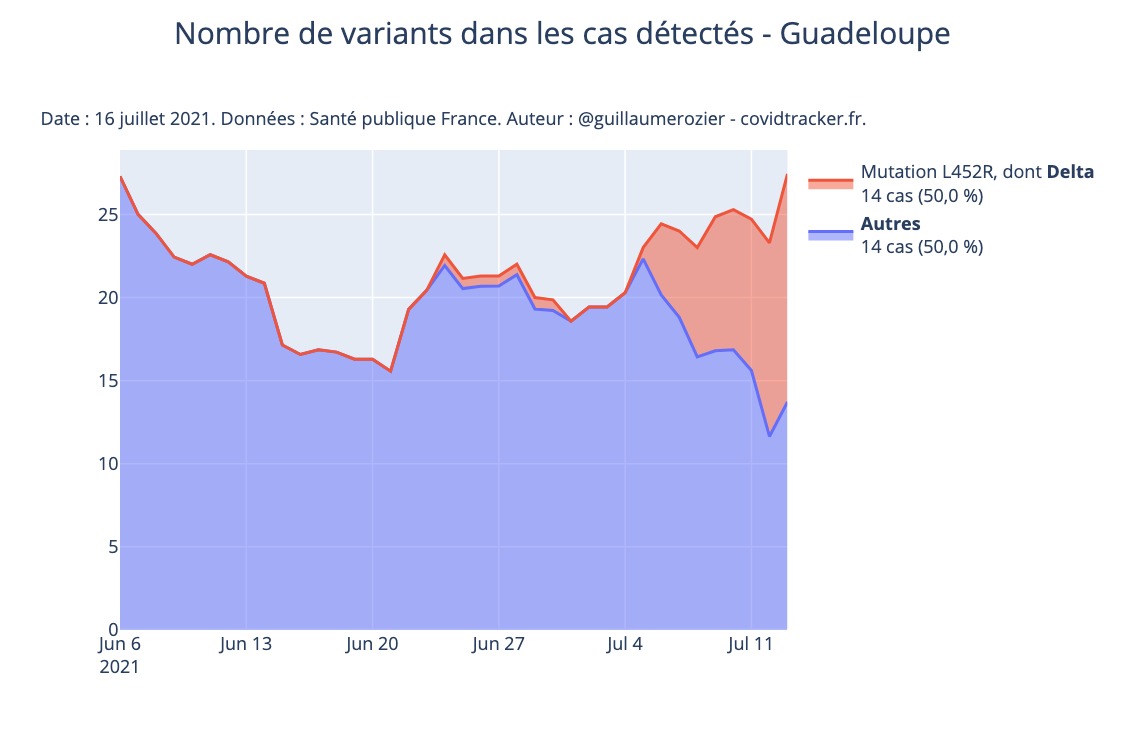 Nombre de variants dans les cas détectés - Guadeloupe
Date : 16 juillet 2021. Données : Santé publique France. Auteur : @guillaumerozier - covidtracker.fr.
Mutation L452R, dont Delta
14 cas (50,0 %)
Autres
14 cas (50,0 %)
25
20
15
10
5
0
Jun 6
2021
Jun 13
Jun 20
Jun 27
Jul 4
Jul 11